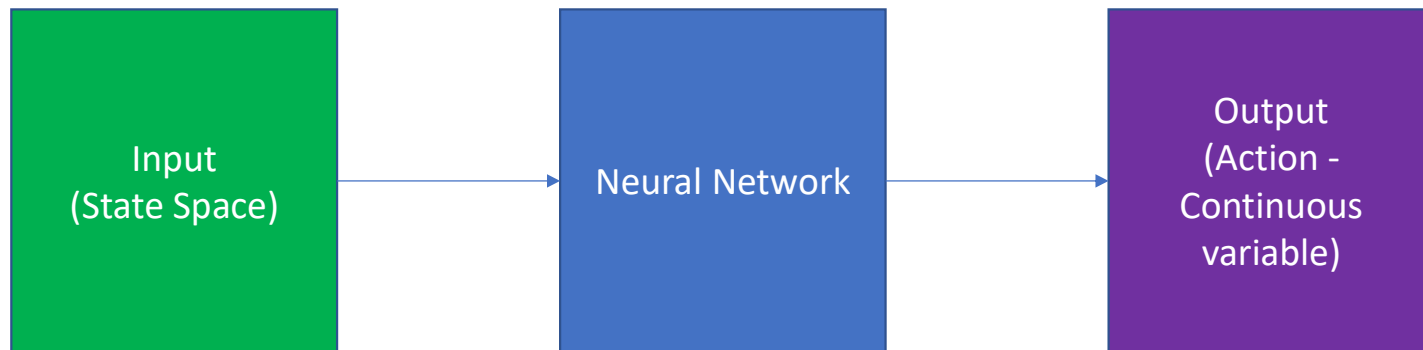 Input
(State Space)
Neural Network
Output
(Action -
Continuous
variable)